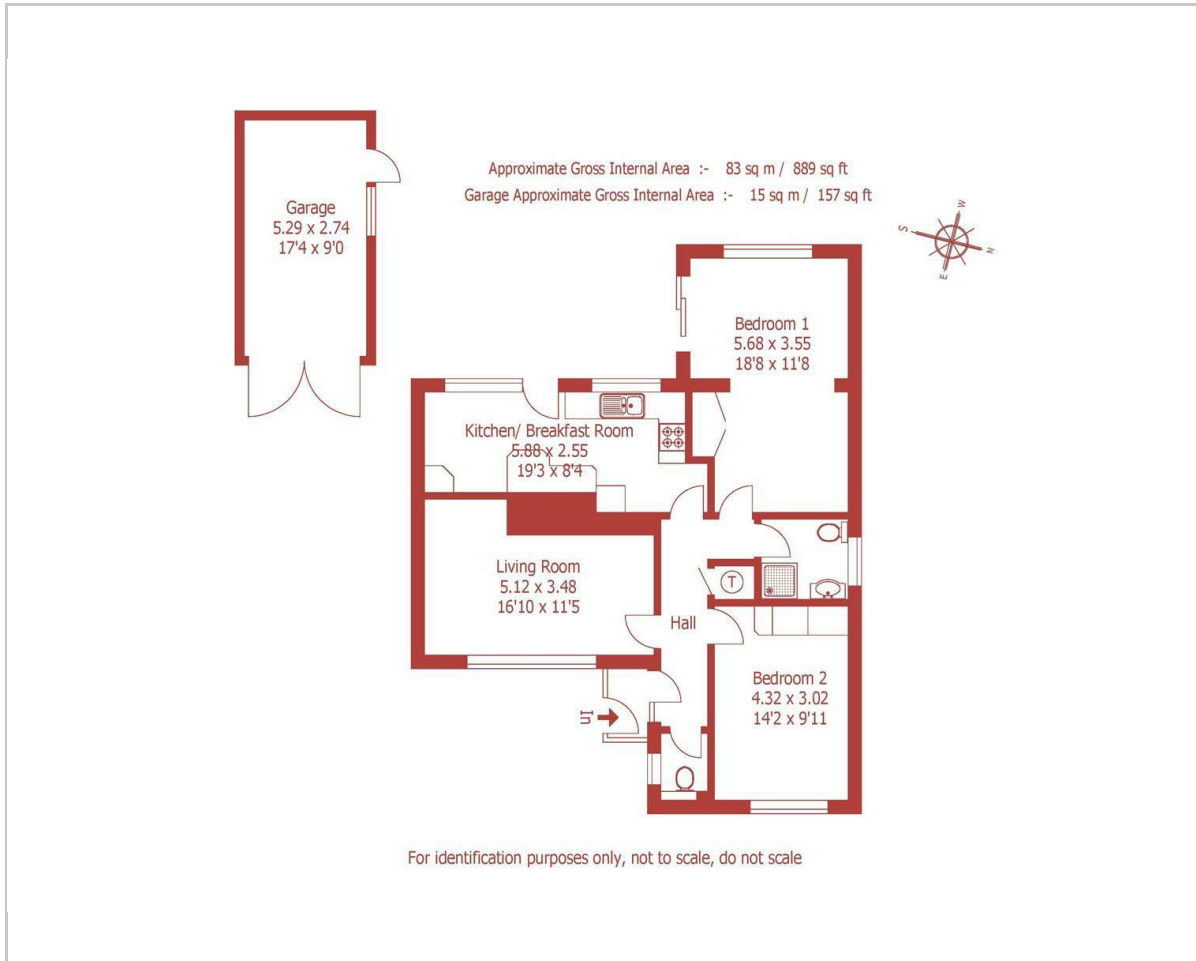 Approximate Gross Internal Area :- 83 sq m / 889 sq ft
Garage Approximate Gross Internal Area :- 15 sq m / 157 sq ft
Garage
5.29 x 2.74
17'4 x 9'0
W
S
N
E
Bedroom 1
5.68 x 3.55
18'8 x 11'8
Kitchen/ Breakfast Room
5.88 x 2.55
19'3 x 8'4
Living Room
5.12 x 3.48
16'10 x 11'5
T
Hall
Bedroom 2
4.32 x 3.02
14'2 x 9'11
In
For identification purposes only, not to scale, do not scale